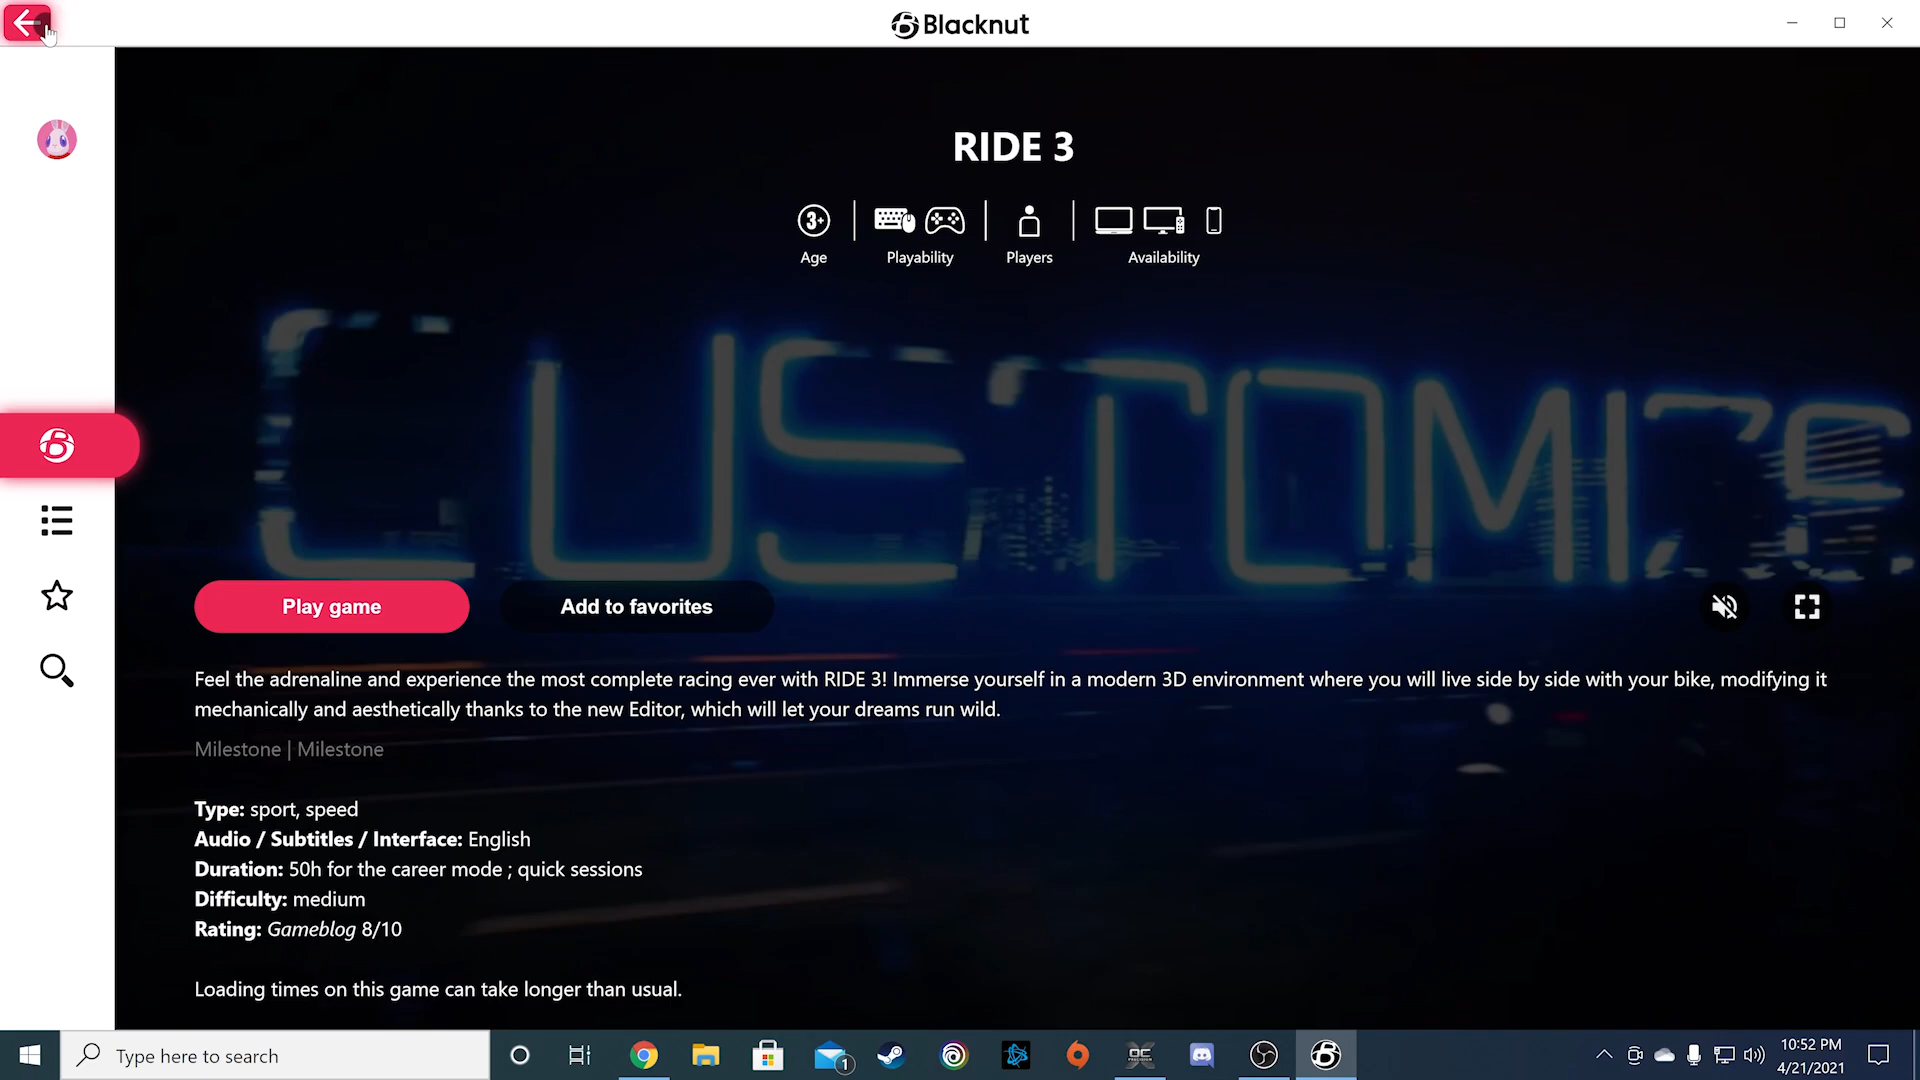 Blacknut
RIDE 3
3+
Age
Playability
Players
Availability
CUSTOMIZE
Play game
Add to favorites
Feel the adrenaline and experience the most complete racing ever with RIDE 3! Immerse yourself in a modern 3D environment where you will live side by side with your bike, modifying it
mechanically and aesthetically thanks to the new Editor, which will let your dreams run wild.
Milestone | Milestone
Type: sport, speed
Audio / Subtitles / Interface: English
Duration: 50h for the career mode ; quick sessions
Difficulty: medium
Rating: Gameblog 8/10
Loading times on this game can take longer than usual.
Type here to search
1
OC
10:52 PM
4/21/2021